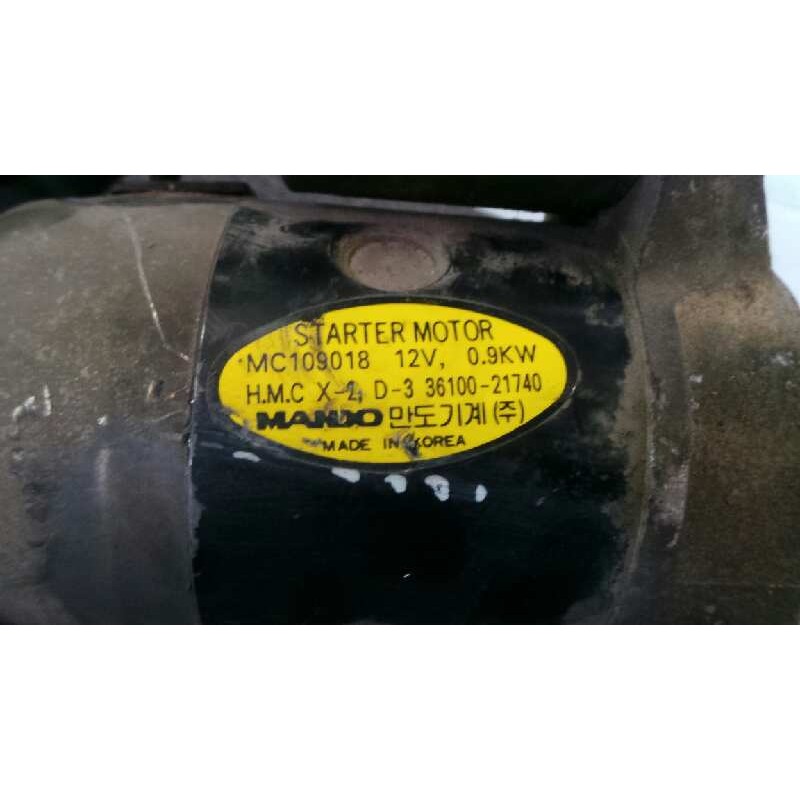 STARTER MOTOR
MC109018 12V, 0.9KW
H.M.C X-2, D-3 36100-21740
MANDO 만도기계(주)
MADE IN KOREA